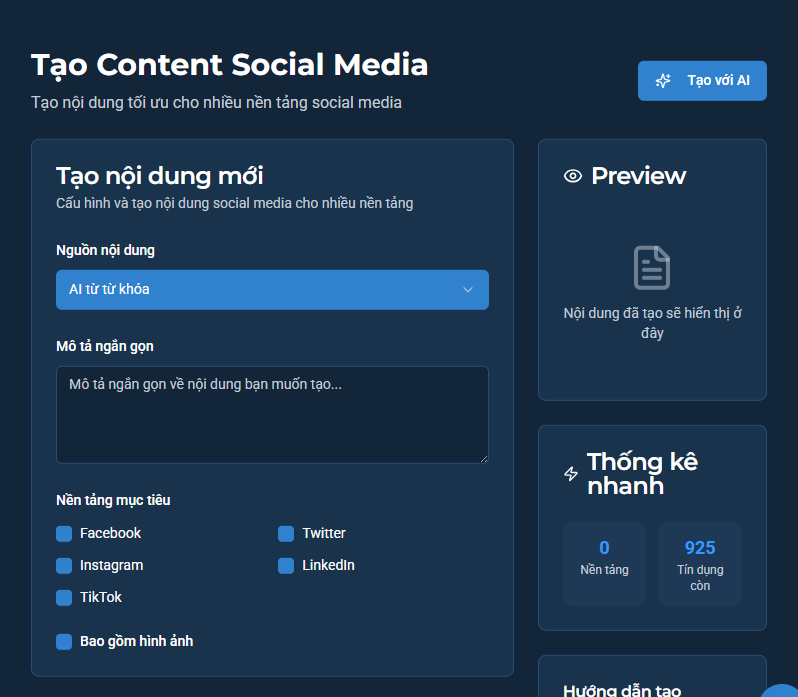 Tạo Content Social Media
Tạo nội dung tối ưu cho nhiều nền tảng social media
Tạo với AI
Tạo nội dung mới
Cấu hình và tạo nội dung social media cho nhiều nền tảng
Nguồn nội dung
AI từ từ khóa
Mô tả ngắn gọn
Mô tả ngắn gọn về nội dung bạn muốn tạo...
Nền tảng mục tiêu
Facebook
Twitter
Instagram
LinkedIn
TikTok
Bao gồm hình ảnh
Preview
Nội dung đã tạo sẽ hiển thị ở
đây
Thống kê
nhanh
0
Nền tảng
925
Tín dụng
còn
Hướng dẫn tạo